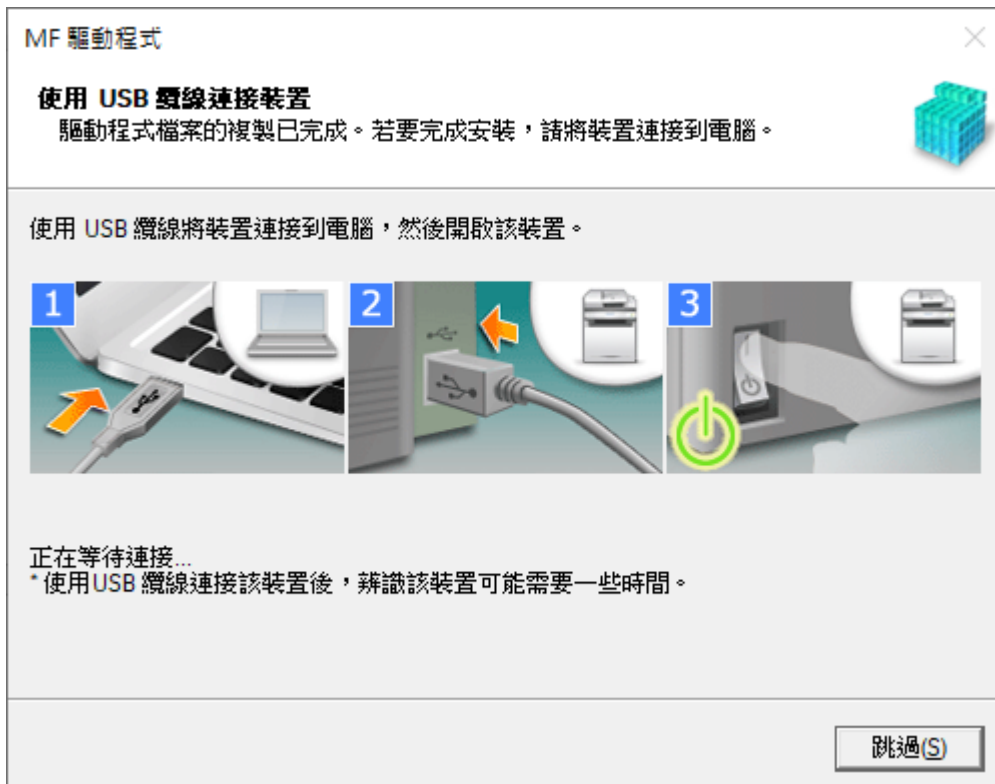 MF 驅動程式
使用 USB 纜線連接裝置
驅動程式檔案的複製已完成。若要完成安裝，請將裝置連接到電腦。
使用 USB 纜線將裝置連接到電腦，然後開啟該裝置。
1
2
3
正在等待連接...
* 使用USB 纜線連接該裝置後，辨識該裝置可能需要一些時間。
跳過(S)